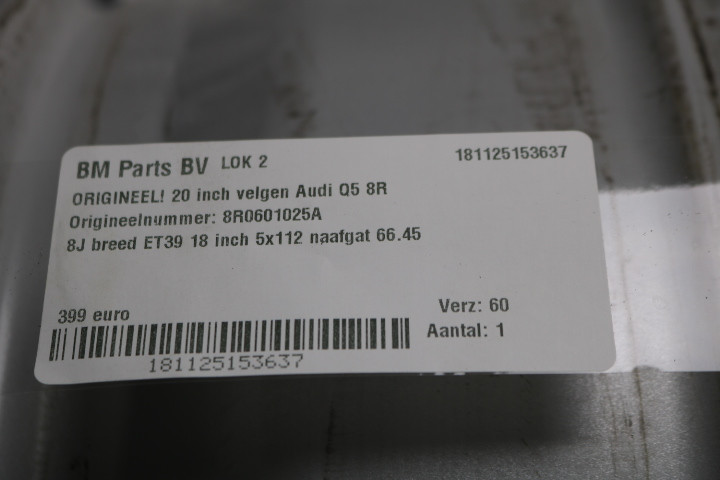 BM Parts BV LOK 2 181125153637
ORIGINEEL! 20 inch velgen Audi Q5 8R
Origineelnummer: 8R0601025A
8J breed ET39 18 inch 5x112 naafgat 66.45
399 euro Verz: 60
Aantal: 1
181125153637